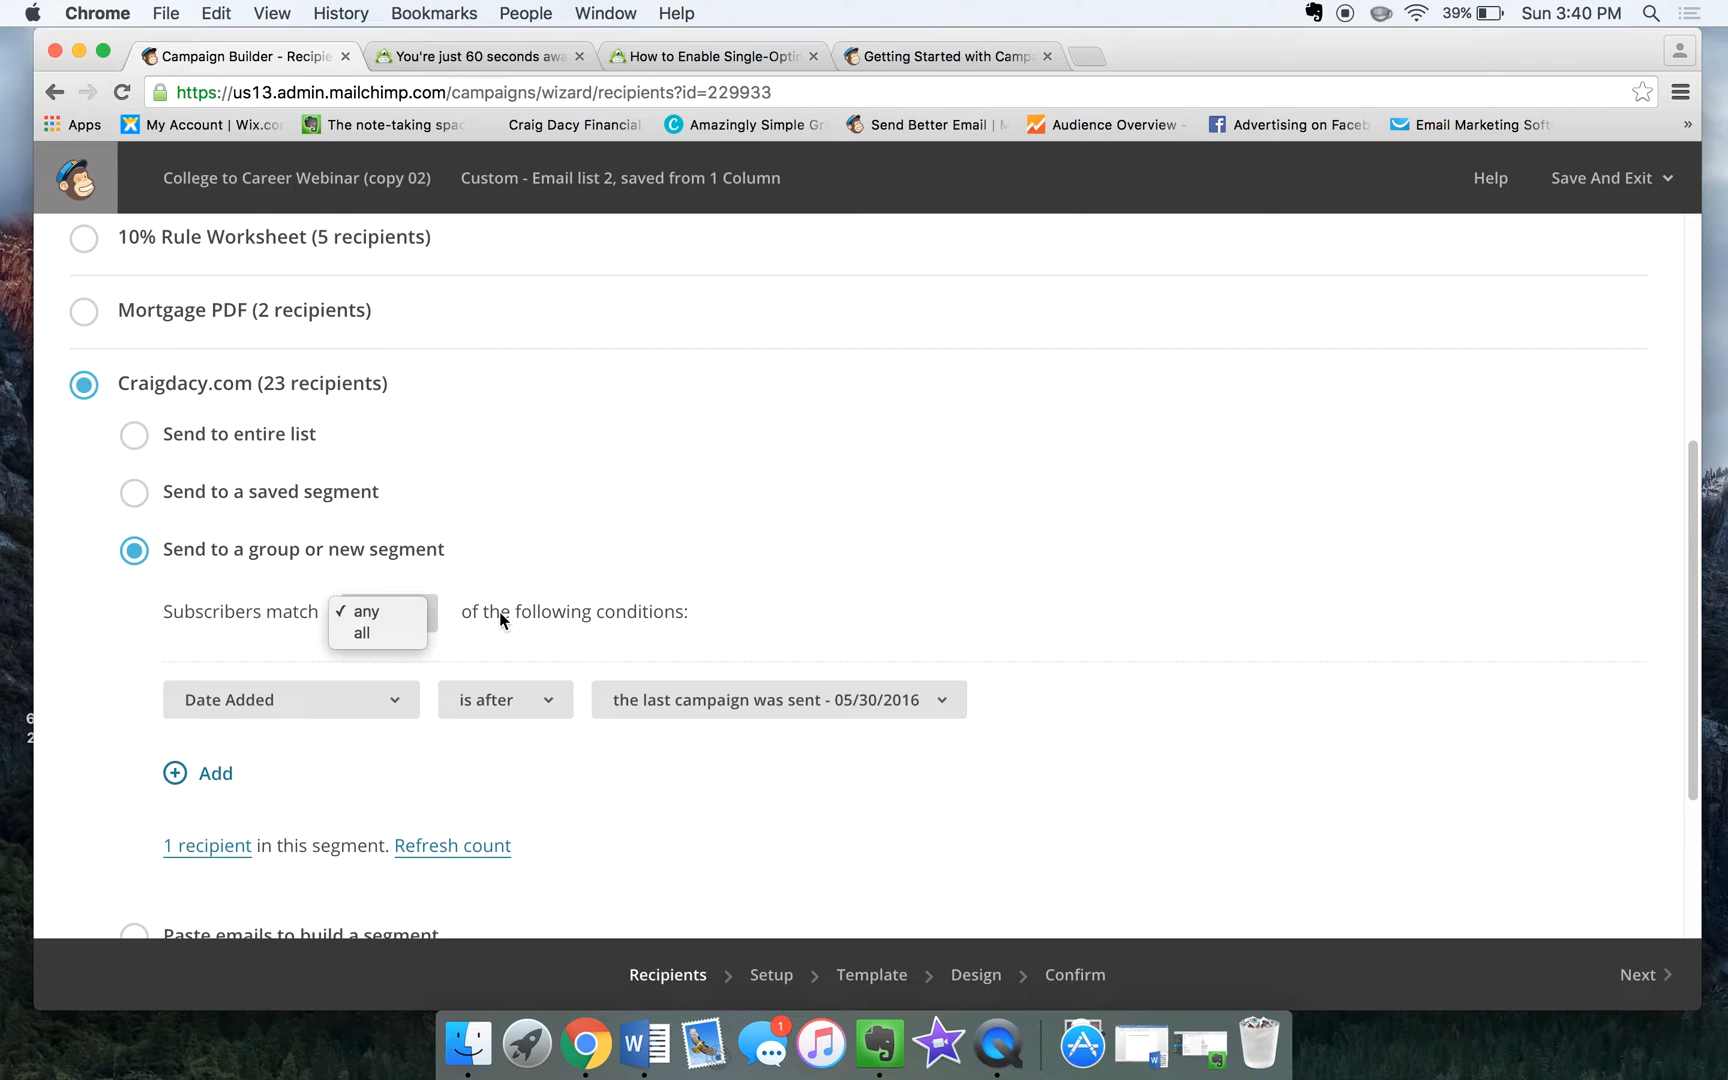 Chrome File Edit View History Bookmarks People Window Help 39% Sun 3:40 PM
Campaign Builder - Recipie You're just 60 seconds awa How to Enable Single-Opti Getting Started with Camp
https://us13.admin.mailchimp.com/campaigns/wizard/recipients?id=229933
Apps My Account | Wix.co The note-taking spac Craig Dacy Financial Amazingly Simple Gr Send Better Email | M Audience Overview - Advertising on Faceb Email Marketing Soft »
College to Career Webinar (copy 02) Custom - Email list 2, saved from 1 Column Help Save And Exit
10% Rule Worksheet (5 recipients)
Mortgage PDF (2 recipients)
Craigdacy.com (23 recipients)
Send to entire list
Send to a saved segment
Send to a group or new segment
Subscribers match ✓ any of the following conditions:
all
Date Added is after the last campaign was sent - 05/30/2016
6
2
Add
1 recipient in this segment. Refresh count
Paste emails to build a segment
Recipients > Setup > Template > Design > Confirm Next >
1